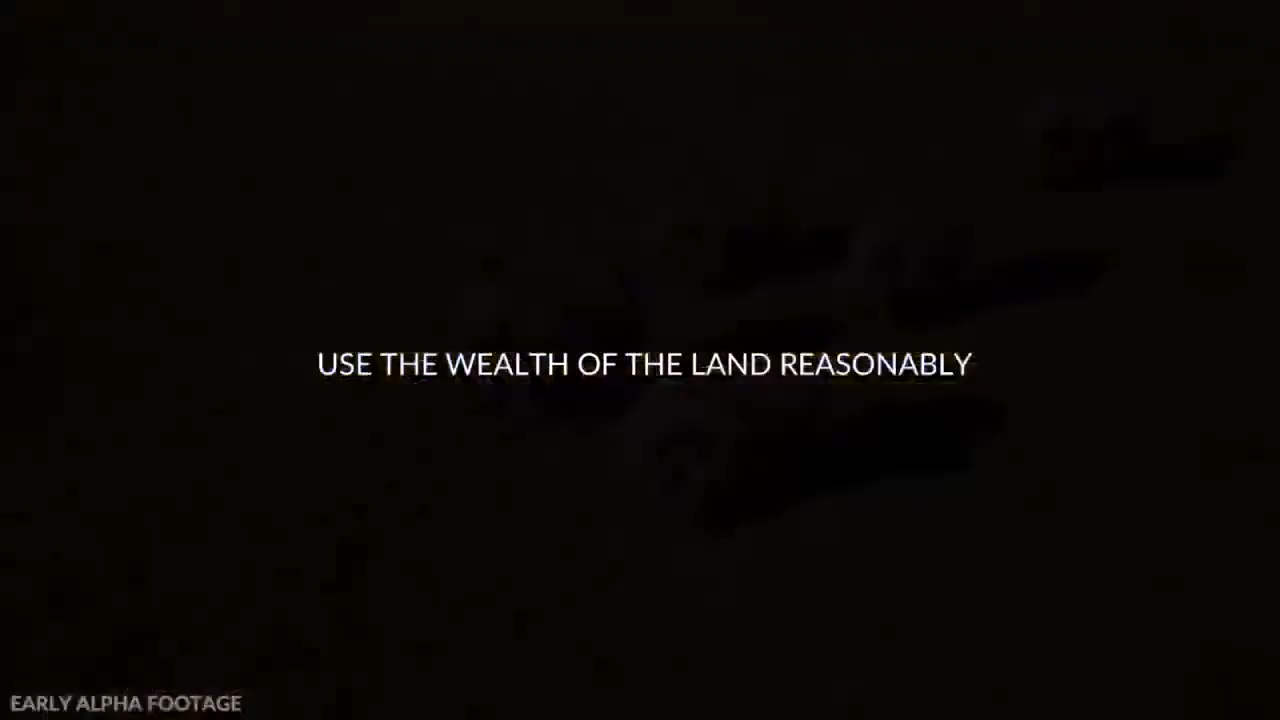 USE THE WEALTH OF THE LAND REASONABLY
EARLY ALPHA FOOTAGE